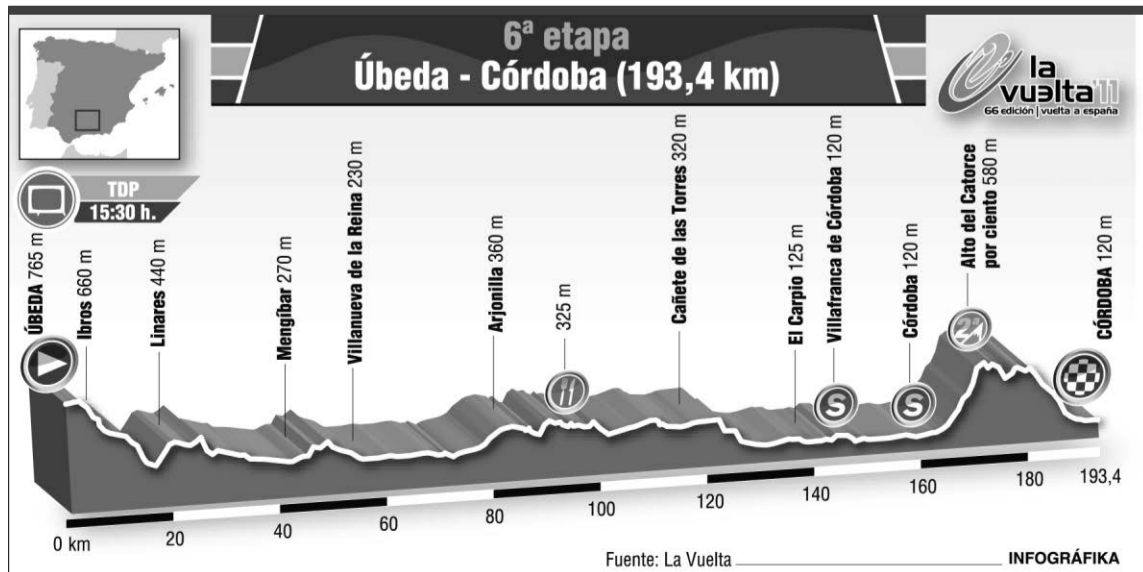 6ª etapa
Úbeda - Córdoba (193,4 km)
la
vuelta'11
66 edición | vuelta a españa
TDP
15:30 h.
ÚBEDA 765 m
Ibros 660 m
Linares 440 m
Mengíbar 270 m
Villanueva de la Reina 230 m
Arjonilla 360 m
325 m
Cañete de las Torres 320 m
El Carpio 125 m
Villafranca de Córdoba 120 m
Córdoba 120 m
Alto del Catorce
por ciento 580 m
CÓRDOBA 120 m
2ª
S
S
0 km
20
40
60
80
100
120
140
160
180
193,4
Fuente: La Vuelta
INFOGRÁFIKA